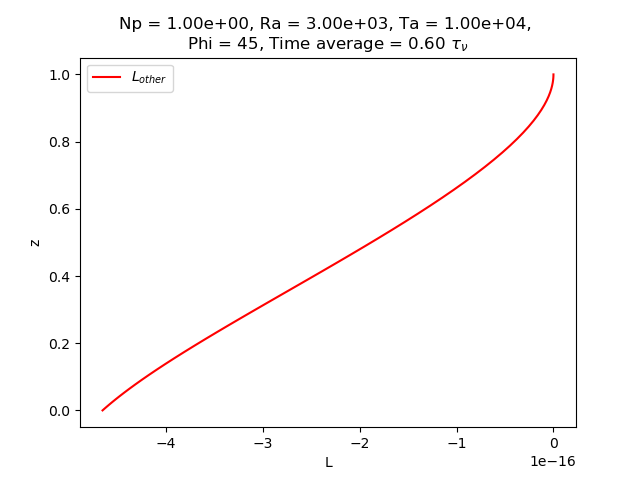 Np = 1.00e+00, Ra = 3.00e+03, Ta = 1.00e+04,
Phi = 45, Time average = 0.60 τν
L_other
1.0
0.8
0.6
0.4
0.2
0.0
z
−4
−3
−2
−1
0
L
1e−16